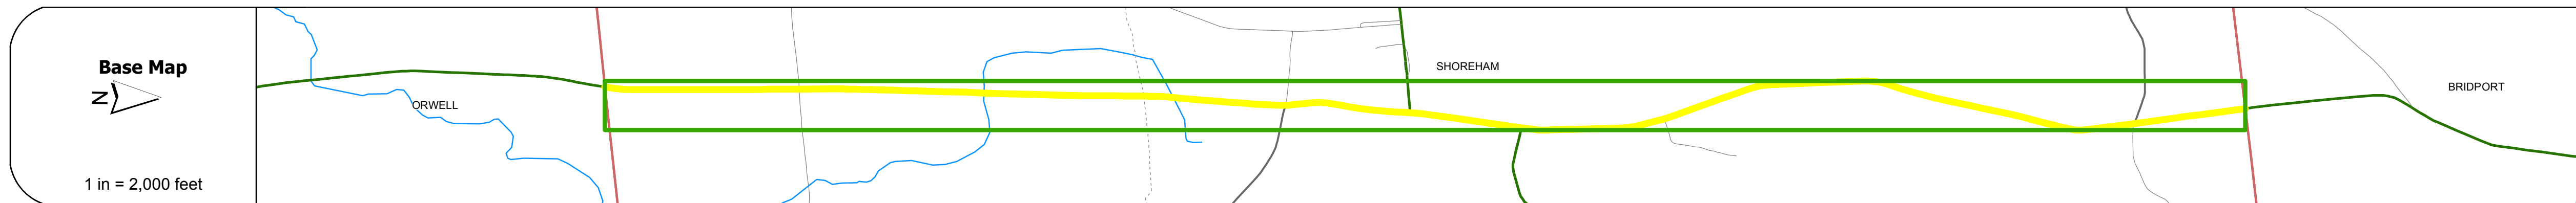 Base Map
N
1 in = 2,000 feet
ORWELL
SHOREHAM
BRIDPORT